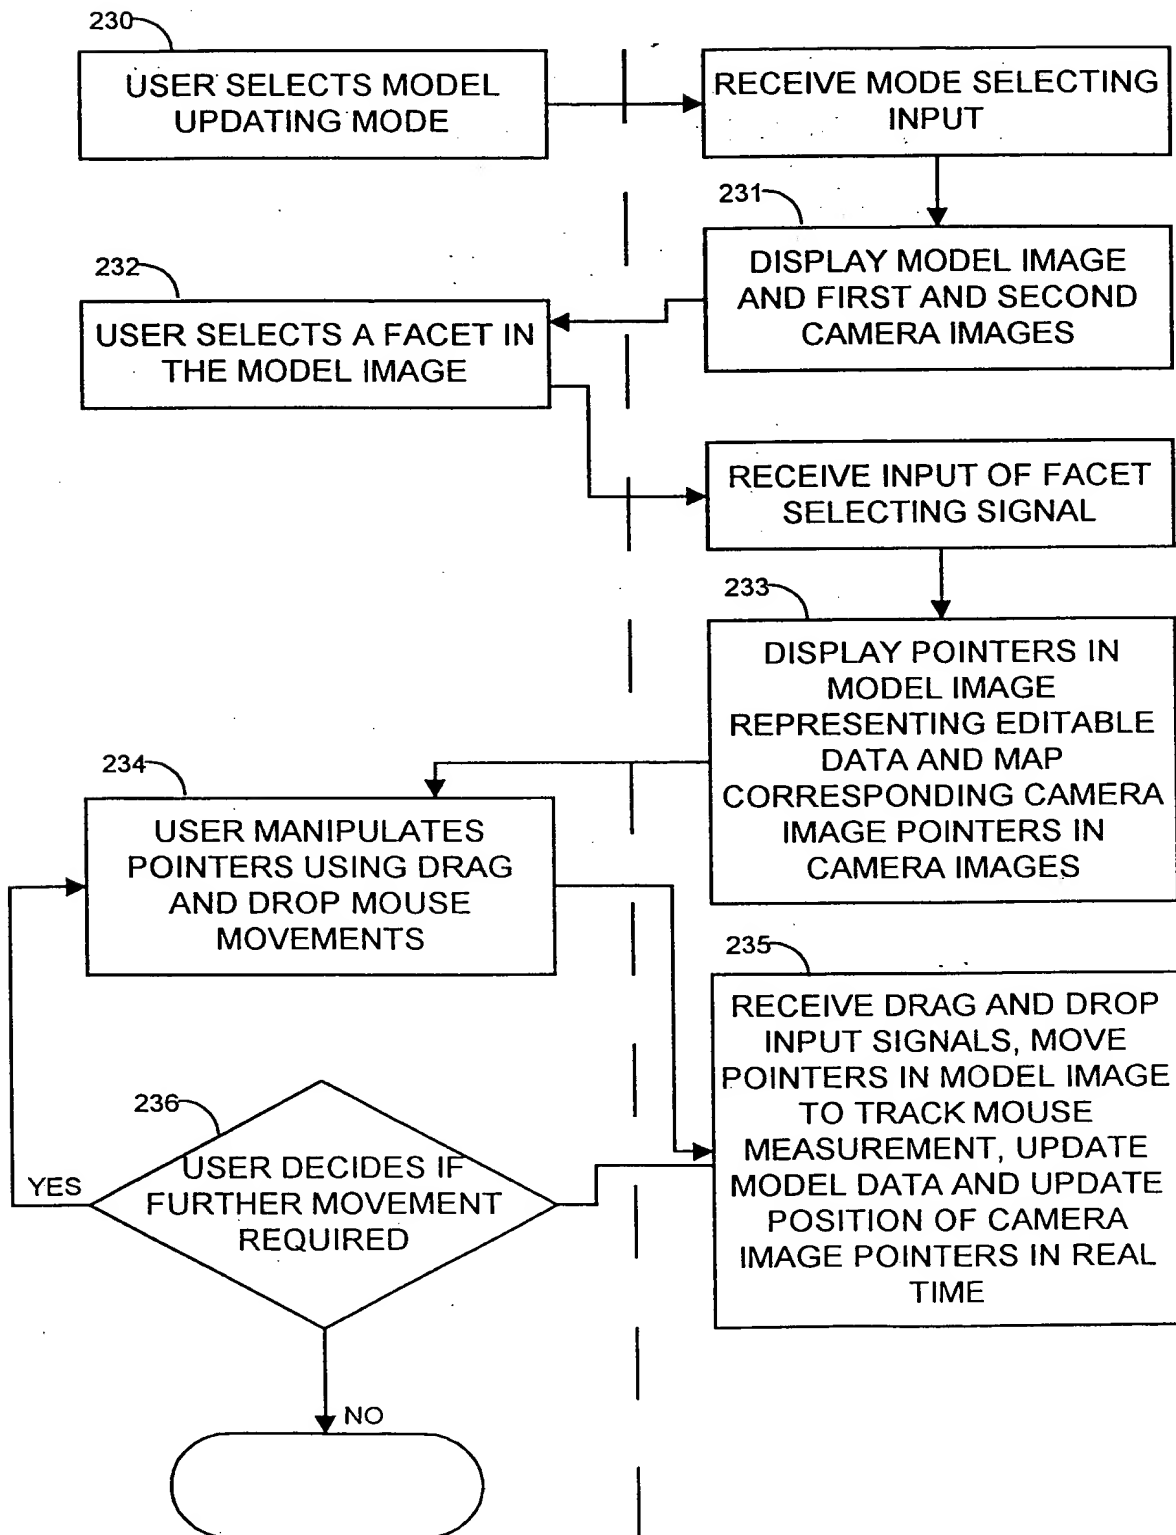 230
USER SELECTS MODEL
UPDATING MODE
RECEIVE MODE SELECTING
INPUT
231
DISPLAY MODEL IMAGE
AND FIRST AND SECOND
CAMERA IMAGES
232
USER SELECTS A FACET IN
THE MODEL IMAGE
RECEIVE INPUT OF FACET
SELECTING SIGNAL
233
DISPLAY POINTERS IN
MODEL IMAGE
REPRESENTING EDITABLE
DATA AND MAP
CORRESPONDING CAMERA
IMAGE POINTERS IN
CAMERA IMAGES
234
USER MANIPULATES
POINTERS USING DRAG
AND DROP MOUSE
MOVEMENTS
235
RECEIVE DRAG AND DROP
INPUT SIGNALS, MOVE
POINTERS IN MODEL IMAGE
TO TRACK MOUSE
MEASUREMENT, UPDATE
MODEL DATA AND UPDATE
POSITION OF CAMERA
IMAGE POINTERS IN REAL
TIME
236
USER DECIDES IF
FURTHER MOVEMENT
REQUIRED
YES
NO